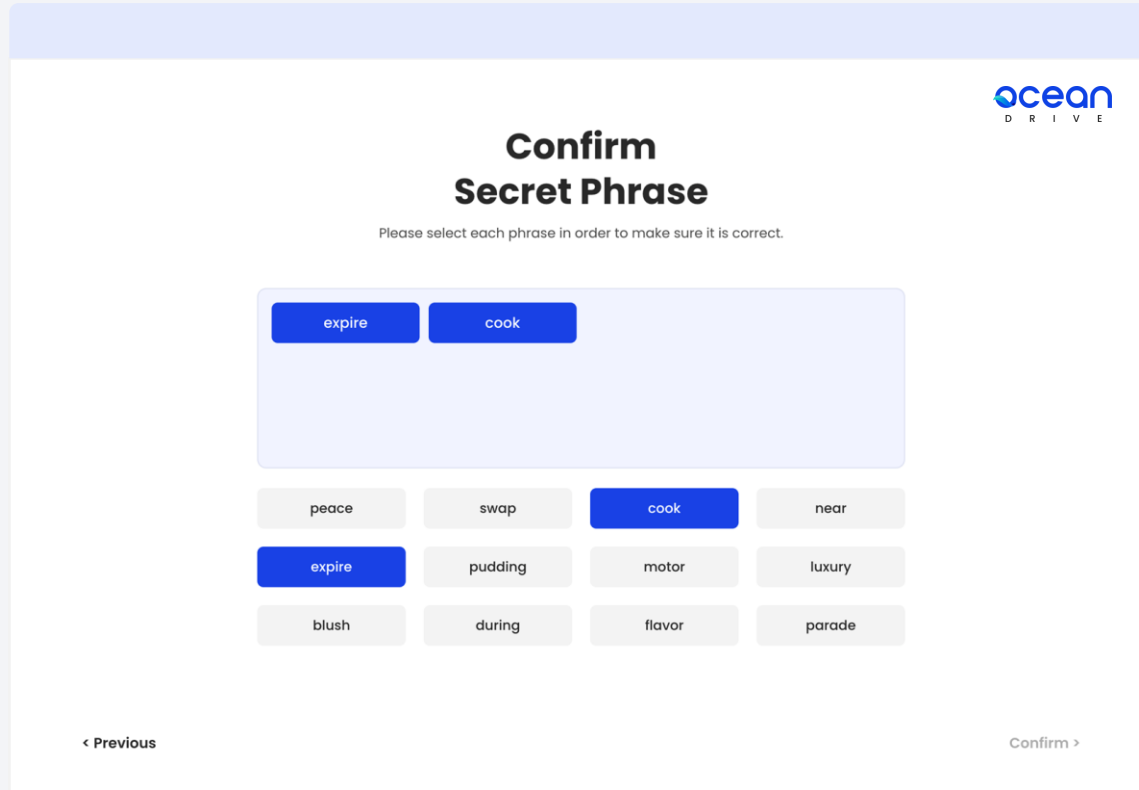 ocean
DRIVE
Confirm
Secret Phrase
Please select each phrase in order to make sure it is correct.
expire cook
peace swap cook near
expire pudding motor luxury
blush during flavor parade
< Previous Confirm >